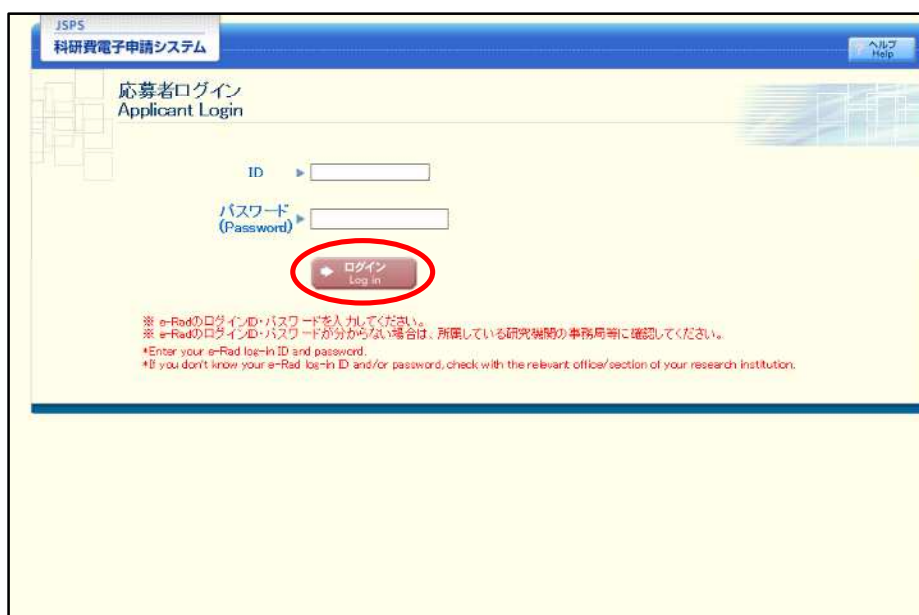 JSPS
科研費電子申請システム
ヘルプ
Help
応募者ログイン
Applicant Login
ID
パスワード
(Password)
ログイン
Log in
※ e-RadのログインID・パスワードを入力してください。
※ e-RadのログインID・パスワードが分からない場合は、所属している研究機関の事務局等に確認してください。
*Enter your e-Rad log-in ID and password.
*If you don't know your e-Rad log-in ID and/or password, check with the relevant office/section of your research institution.